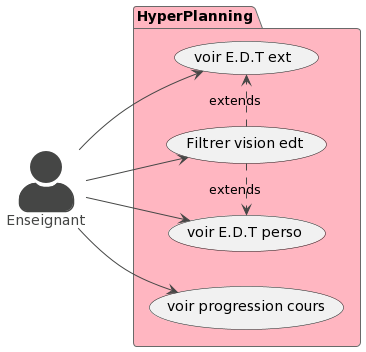 HyperPlanning
voir E.D.T ext
extends
Filtrer vision edt
extends
voir E.D.T perso
voir progression cours
Enseignant